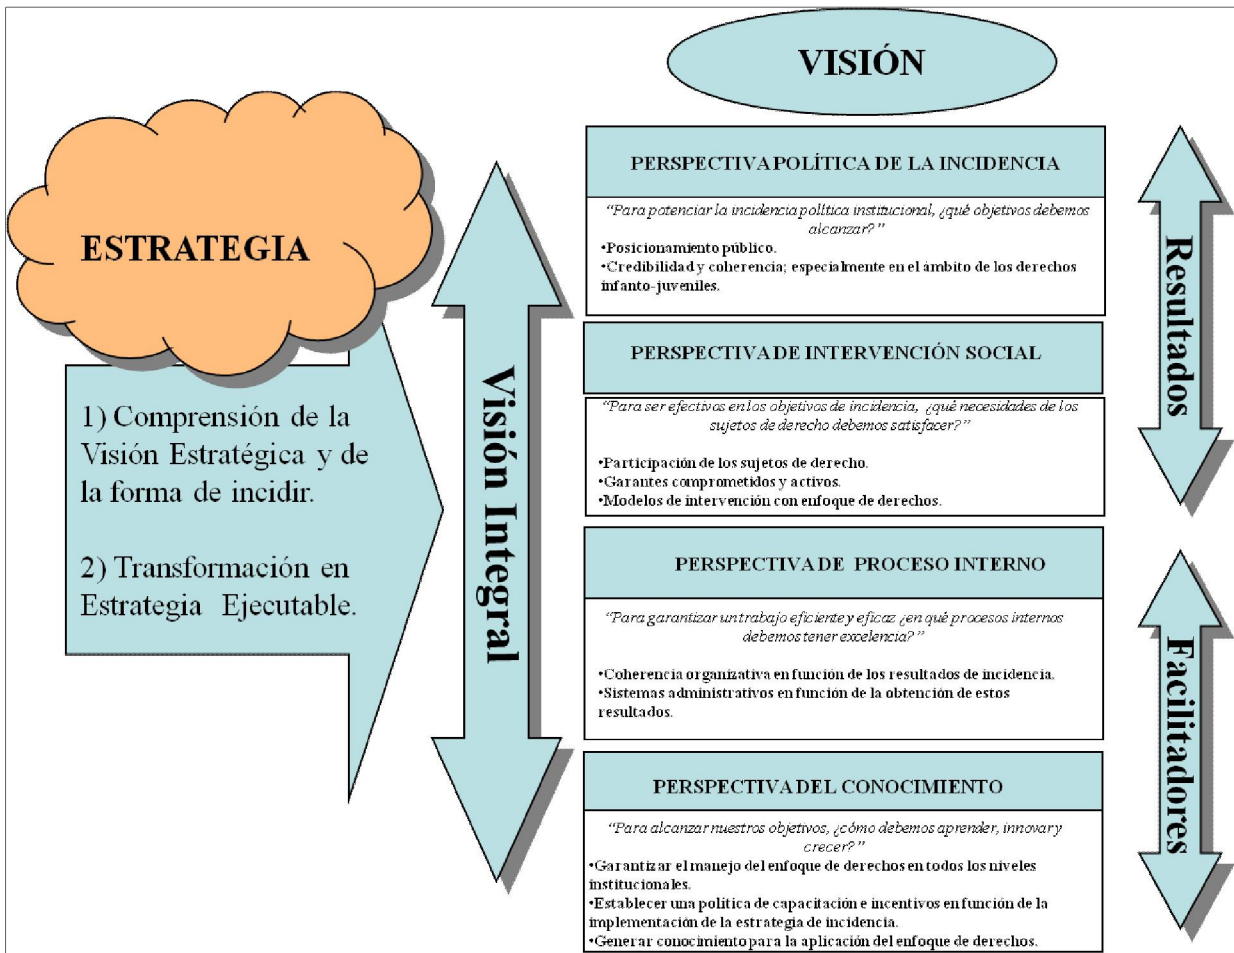 VISIÓN
ESTRATEGIA
1) Comprensión de la
Visión Estratégica y de
la forma de incidir.
2) Transformación en
Estrategia Ejecutable.
Visión Integral
PERSPECTIVA POLÍTICA DE LA INCIDENCIA
“Para potenciar la incidencia política institucional, ¿qué objetivos debemos
alcanzar?”
•Posicionamiento público.
•Credibilidad y coherencia; especialmente en el ámbito de los derechos
infanto-juveniles.
PERSPECTIVA DE INTERVENCIÓN SOCIAL
“Para ser efectivos en los objetivos de incidencia, ¿qué necesidades de los
sujetos de derecho debemos satisfacer?”
•Participación de los sujetos de derecho.
•Garantes comprometidos y activos.
•Modelos de intervención con enfoque de derechos.
PERSPECTIVA DE PROCESO INTERNO
“Para garantizar un trabajo eficiente y eficaz ¿en qué procesos internos
debemos tener excelencia?”
•Coherencia organizativa en función de los resultados de incidencia.
•Sistemas administrativos en función de la obtención de estos
resultados.
PERSPECTIVA DEL CONOCIMIENTO
“Para alcanzar nuestros objetivos, ¿cómo debemos aprender, innovar y
crecer?”
•Garantizar el manejo del enfoque de derechos en todos los niveles
institucionales.
•Establecer una política de capacitación e incentivos en función de la
implementación de la estrategia de incidencia.
•Generar conocimiento para la aplicación del enfoque de derechos.
Resultados
Facilitadores